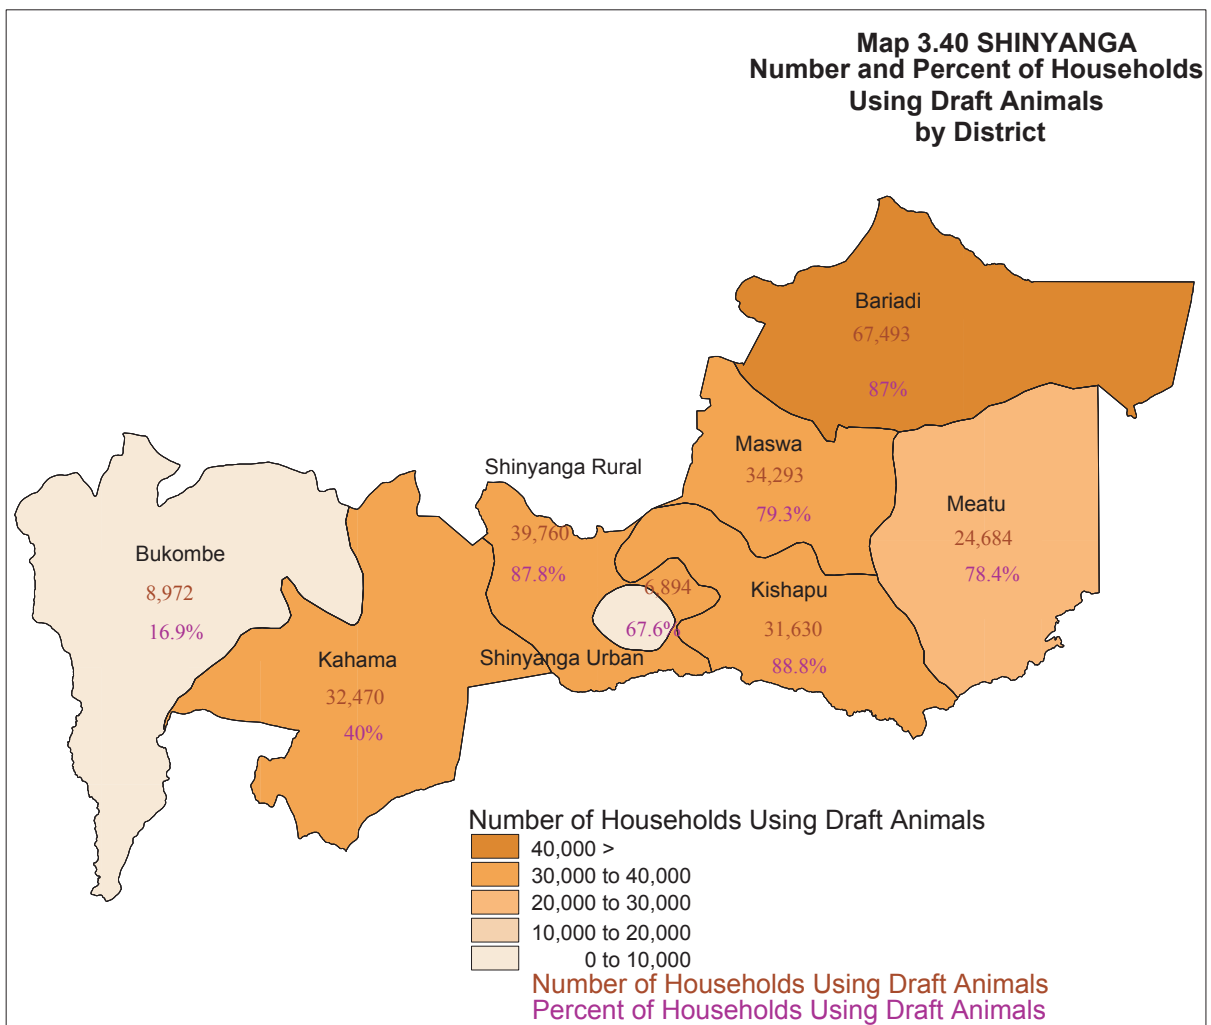 Map 3.40 SHINYANGA
Number and Percent of Households
Using Draft Animals
by District
Bariadi
67,493
87%
Maswa
34,293
79.3%
Meatu
24,684
78.4%
Shinyanga Rural
39,760
87.8%
Bukombe
8,972
16.9%
6,894
67.6%
Shinyanga Urban
Kishapu
31,630
88.8%
Kahama
32,470
40%
Number of Households Using Draft Animals
40,000 >
30,000 to 40,000
20,000 to 30,000
10,000 to 20,000
0 to 10,000
Number of Households Using Draft Animals
Percent of Households Using Draft Animals